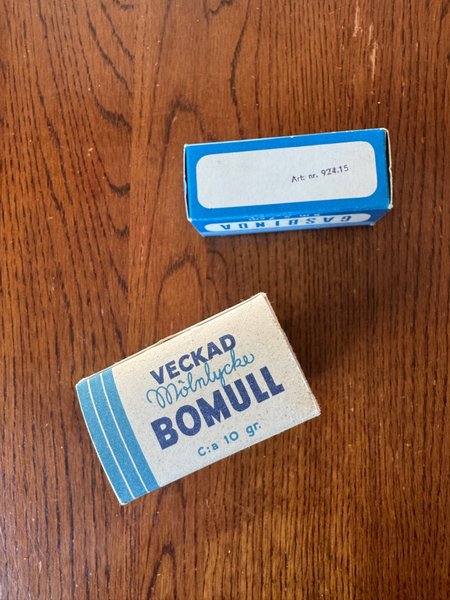 Art: nr. 924.15
GASBINDA
VECKAD
Mölnlycke
BOMULL
C:a 10 gr.